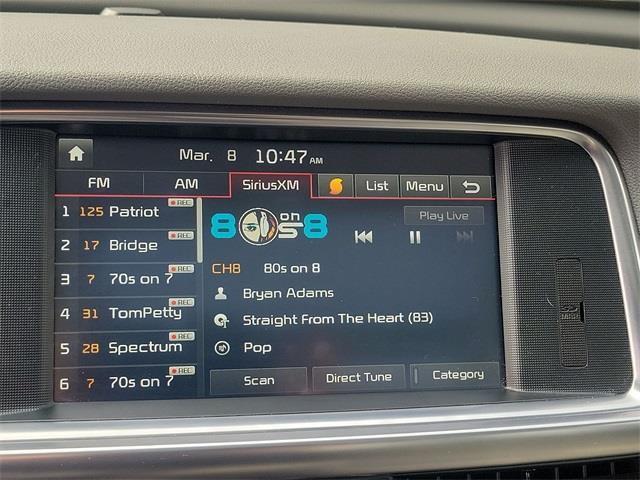 Mar. 8 10:47 AM
FM AM SiriusXM List Menu
1 125 Patriot REC
2 17 Bridge REC
3 7 70s on 7 REC
4 31 TomPetty REC
5 28 Spectrum REC
6 7 70s on 7 REC
80s on 8
Play Live
CH8 80s on 8
Bryan Adams
Straight From The Heart (83)
Pop
Scan Direct Tune Category